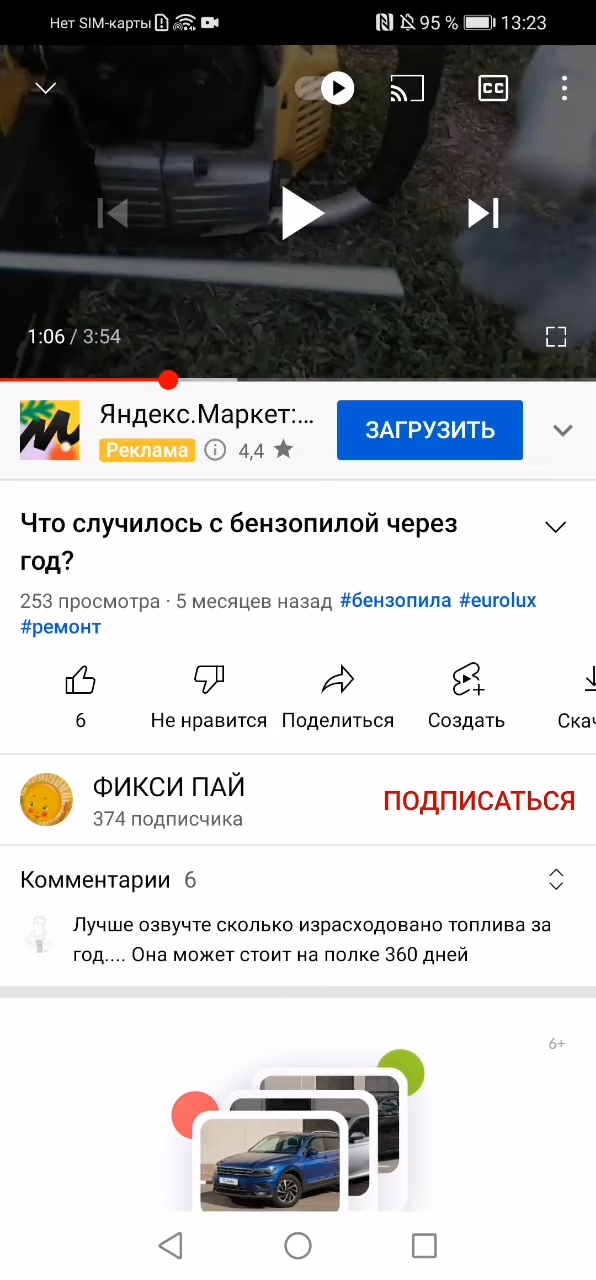 Нет SIM-карты 95 % 13:23
CC
1:06 / 3:54
Яндекс.Маркет:...
ЗАГРУЗИТЬ
Реклама 4,4
Что случилось с бензопилой через
год?
253 просмотра · 5 месяцев назад #бензопила #eurolux
#ремонт
6 Не нравится Поделиться Создать Скач
ФИКСИ ПАЙ
ПОДПИСАТЬСЯ
374 подписчика
Комментарии 6
Лучше озвучте сколько израсходовано топлива за
год.... Она может стоит на полке 360 дней
6+